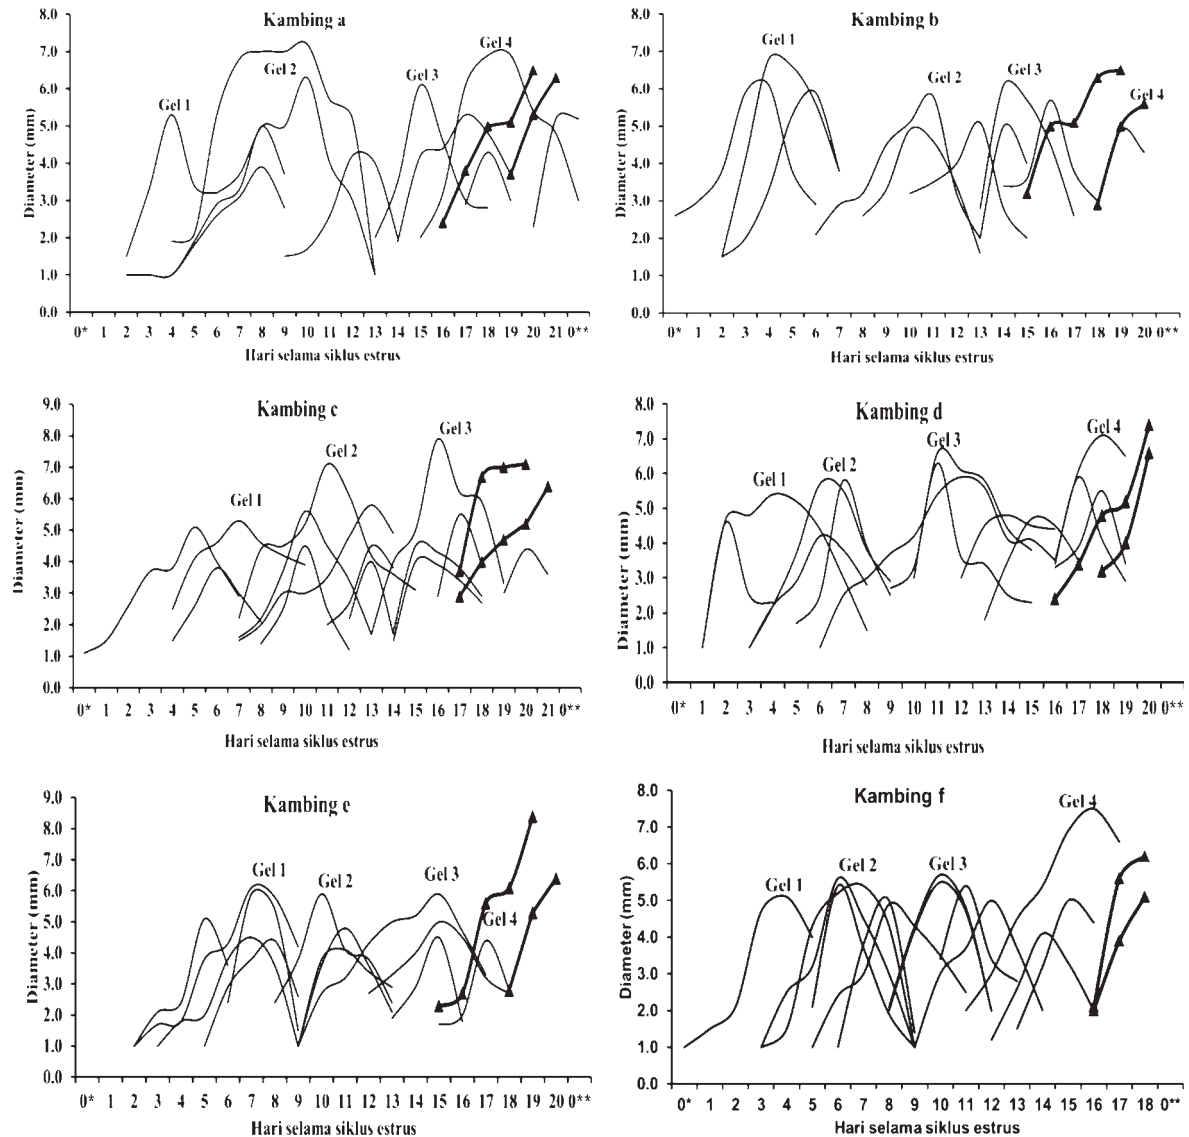 Kambing a
8.0
7.0
6.0
5.0
4.0
3.0
2.0
1.0
0.0
Diameter (mm)
Gel 1
Gel 2
Gel 3
Gel 4
0* 1 2 3 4 5 6 7 8 9 10 11 12 13 14 15 16 17 18 19 20 21 0**
Hari selama siklus estrus
Kambing b
8.0
7.0
6.0
5.0
4.0
3.0
2.0
1.0
0.0
Diameter (mm)
Gel 1
Gel 2
Gel 3
Gel 4
0* 1 2 3 4 5 6 7 8 9 10 11 12 13 14 15 16 17 18 19 20 0**
Hari selama siklus estrus
Kambing c
9.0
8.0
7.0
6.0
5.0
4.0
3.0
2.0
1.0
0.0
Diameter (mm)
Gel 1
Gel 2
Gel 3
0* 1 2 3 4 5 6 7 8 9 10 11 12 13 14 15 16 17 18 19 20 21 0**
Hari selama siklus estrus
Kambing d
8.0
7.0
6.0
5.0
4.0
3.0
2.0
1.0
0.0
Diameter (mm)
Gel 1
Gel 2
Gel 3
Gel 4
0* 1 2 3 4 5 6 7 8 9 10 11 12 13 14 15 16 17 18 19 20 0**
Hari selama siklus estrus
Kambing e
9.0
8.0
7.0
6.0
5.0
4.0
3.0
2.0
1.0
0.0
Diameter (mm)
Gel 1
Gel 2
Gel 3
Gel 4
0* 1 2 3 4 5 6 7 8 9 10 11 12 13 14 15 16 17 18 19 20 0**
Hari selama siklus estrus
Kambing f
8.0
7.0
6.0
5.0
4.0
3.0
2.0
1.0
0.0
Diameter (mm)
Gel 1
Gel 2
Gel 3
Gel 4
0* 1 2 3 4 5 6 7 8 9 10 11 12 13 14 15 16 17 18 0**
Hari selama siklus estrus